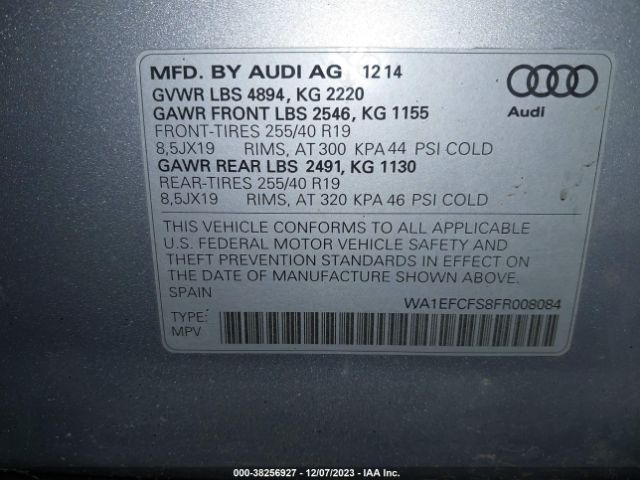 MFD. BY AUDI AG 1214
GVWR LBS 4894, KG 2220
GAWR FRONT LBS 2546, KG 1155
FRONT-TIRES 255/40 R19
8,5JX19 RIMS, AT 300 KPA 44 PSI COLD
GAWR REAR LBS 2491, KG 1130
REAR-TIRES 255/40 R19
8,5JX19 RIMS, AT 320 KPA 46 PSI COLD
Audi
THIS VEHICLE CONFORMS TO ALL APPLICABLE
U.S. FEDERAL MOTOR VEHICLE SAFETY AND
THEFT PREVENTION STANDARDS IN EFFECT ON
THE DATE OF MANUFACTURE SHOWN ABOVE.
SPAIN
WA1EFCFS8FR008084
TYPE:
MPV
000-38256927 - 12/07/2023 - IAA Inc.